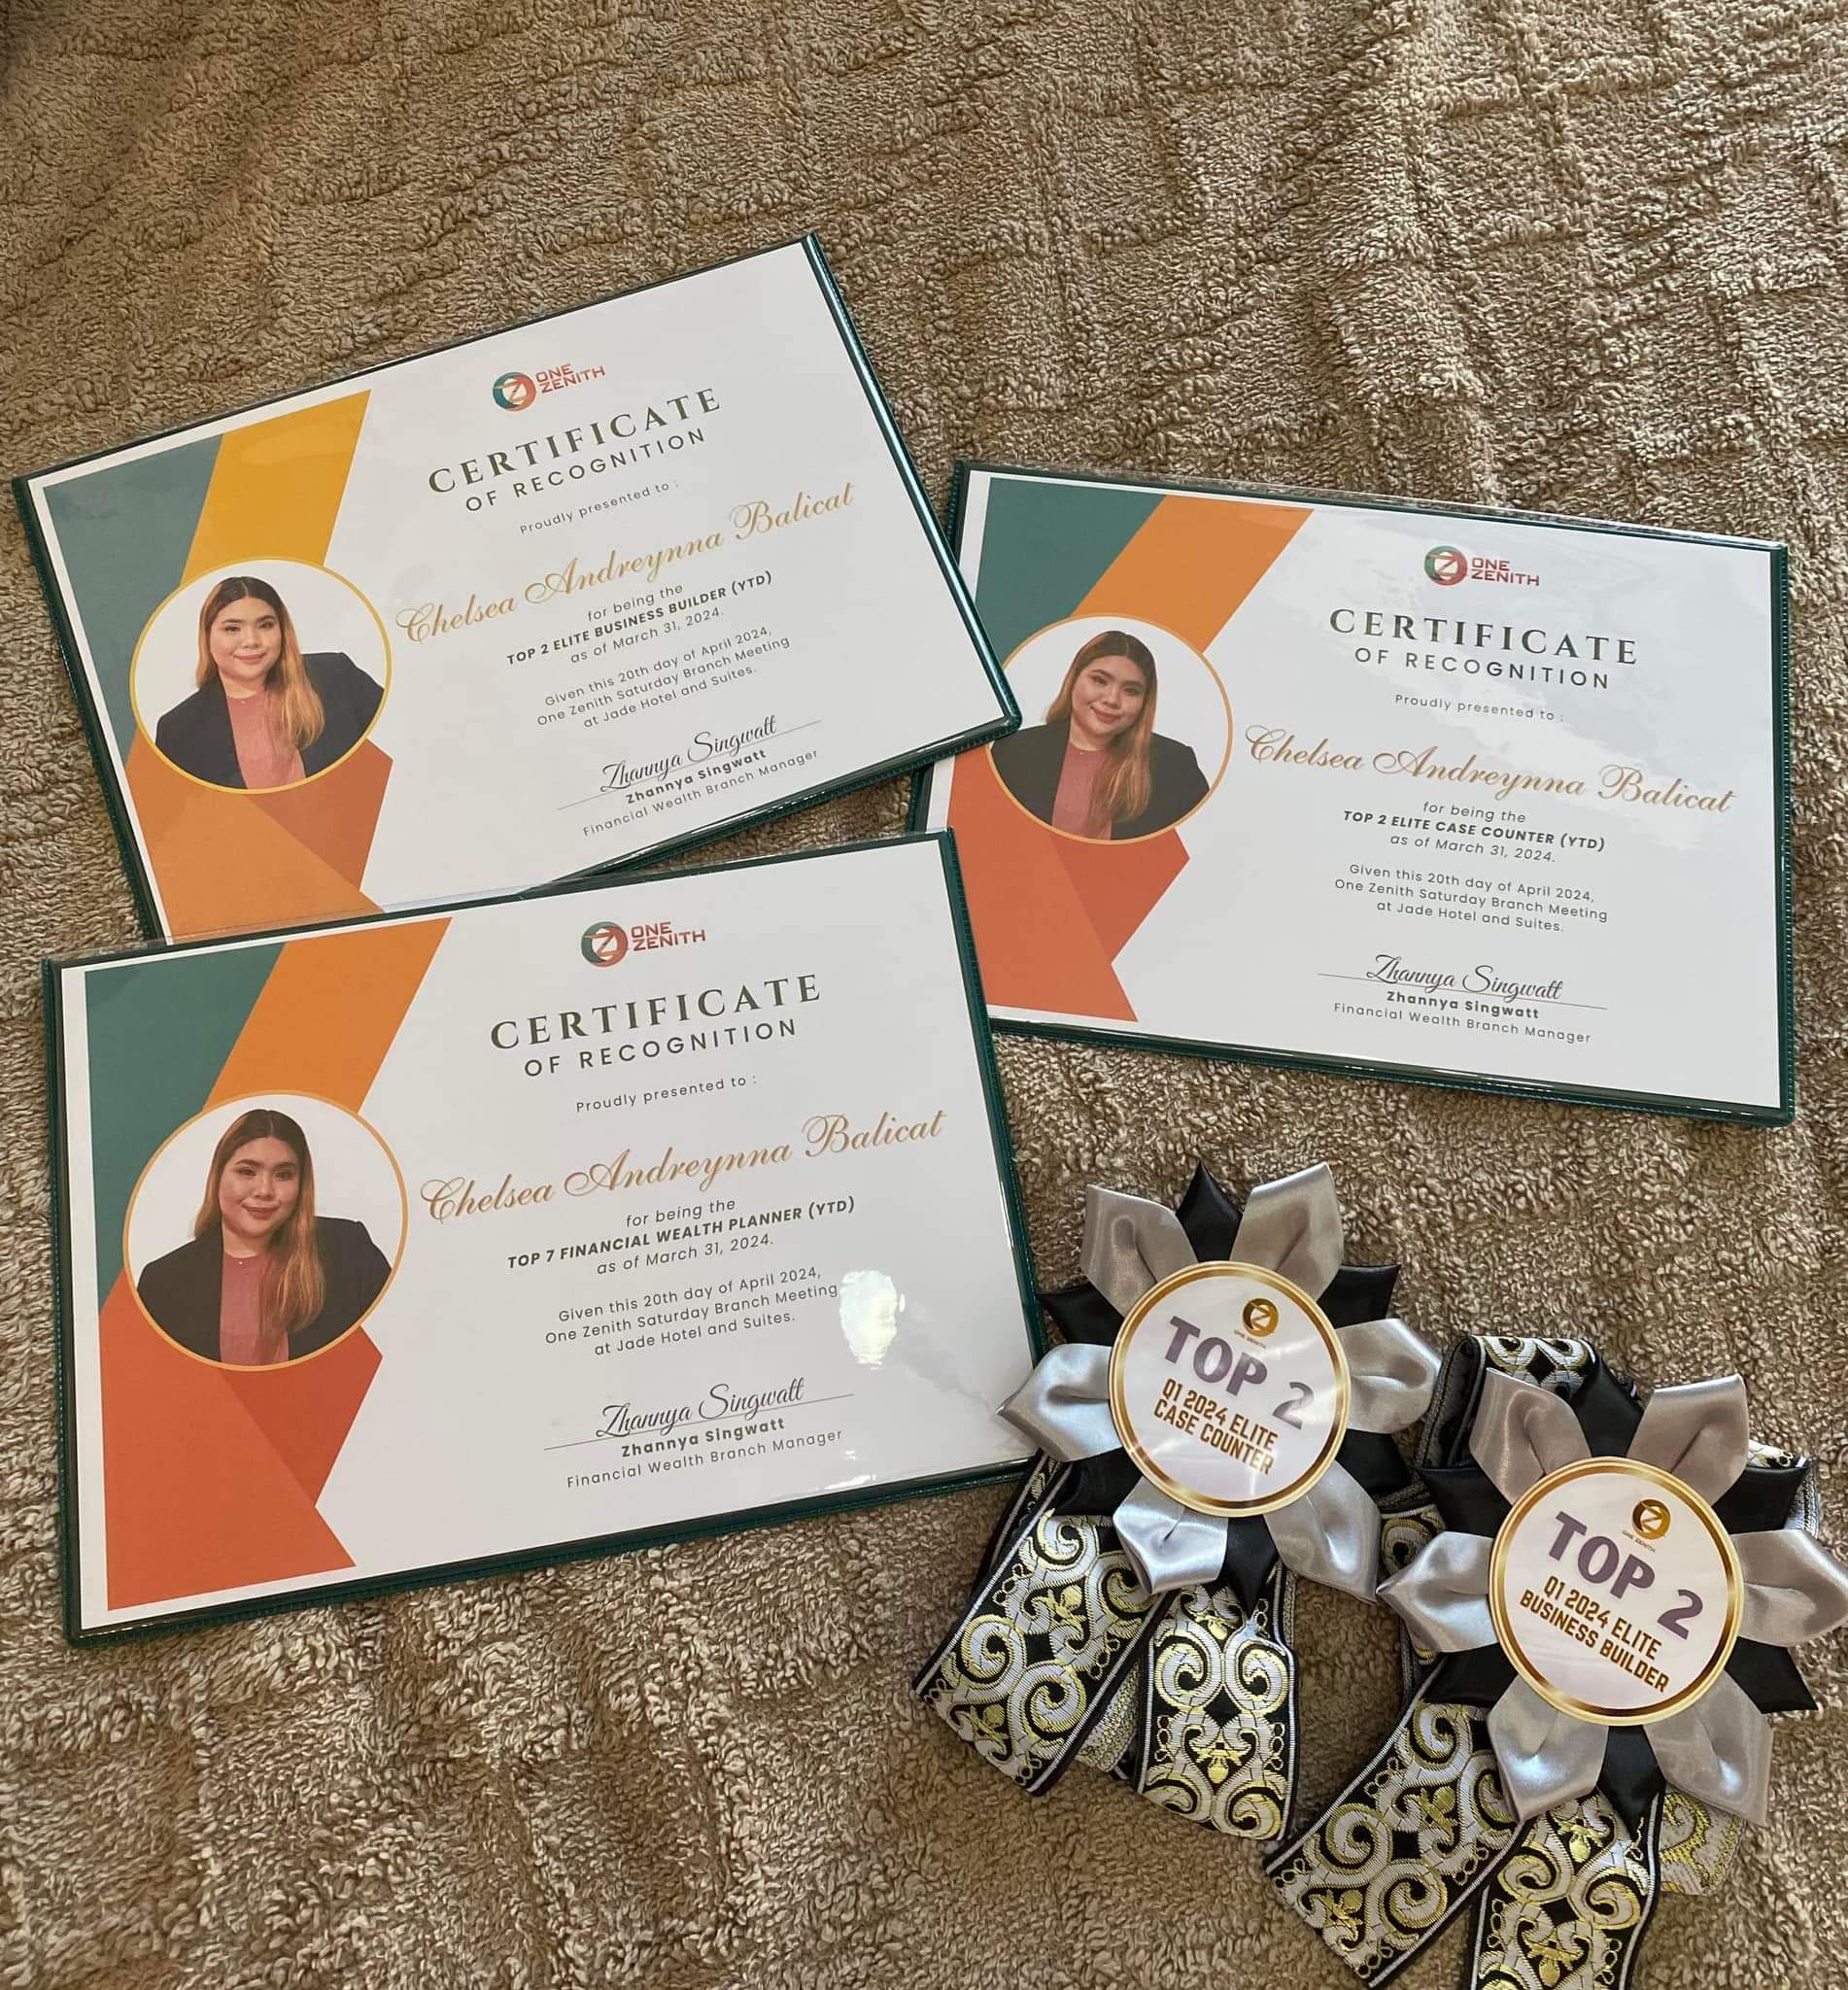 ONE
ZENITH
CERTIFICATE
OF RECOGNITION
Proudly presented to :
Chelsea Andreynna Balicat
for being the
TOP 2 ELITE BUSINESS BUILDER (YTD)
as of March 31, 2024.
Given this 20th day of April 2024,
One Zenith Saturday Branch Meeting
at Jade Hotel and Suites.
Zhannya Singwatt
Zhannya Singwatt
Financial Wealth Branch Manager
ONE
ZENITH
CERTIFICATE
OF RECOGNITION
Proudly presented to :
Chelsea Andreynna Balicat
for being the
TOP 2 ELITE CASE COUNTER (YTD)
as of March 31, 2024.
Given this 20th day of April 2024,
One Zenith Saturday Branch Meeting
at Jade Hotel and Suites.
Zhannya Singwatt
Zhannya Singwatt
Financial Wealth Branch Manager
ONE
ZENITH
CERTIFICATE
OF RECOGNITION
Proudly presented to :
Chelsea Andreynna Balicat
for being the
TOP 7 FINANCIAL WEALTH PLANNER (YTD)
as of March 31, 2024.
Given this 20th day of April 2024,
One Zenith Saturday Branch Meeting
at Jade Hotel and Suites.
Zhannya Singwatt
Zhannya Singwatt
Financial Wealth Branch Manager
ONE ZENITH
TOP 2
Q1 2024 ELITE
CASE COUNTER
ONE ZENITH
TOP 2
Q1 2024 ELITE
BUSINESS BUILDER